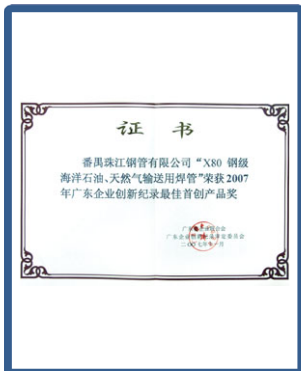 证书
番禺珠江钢管有限公司“X80 钢级
海洋石油、天然气输送用焊管”荣获2007
年广东企业创新纪录最佳首创产品奖